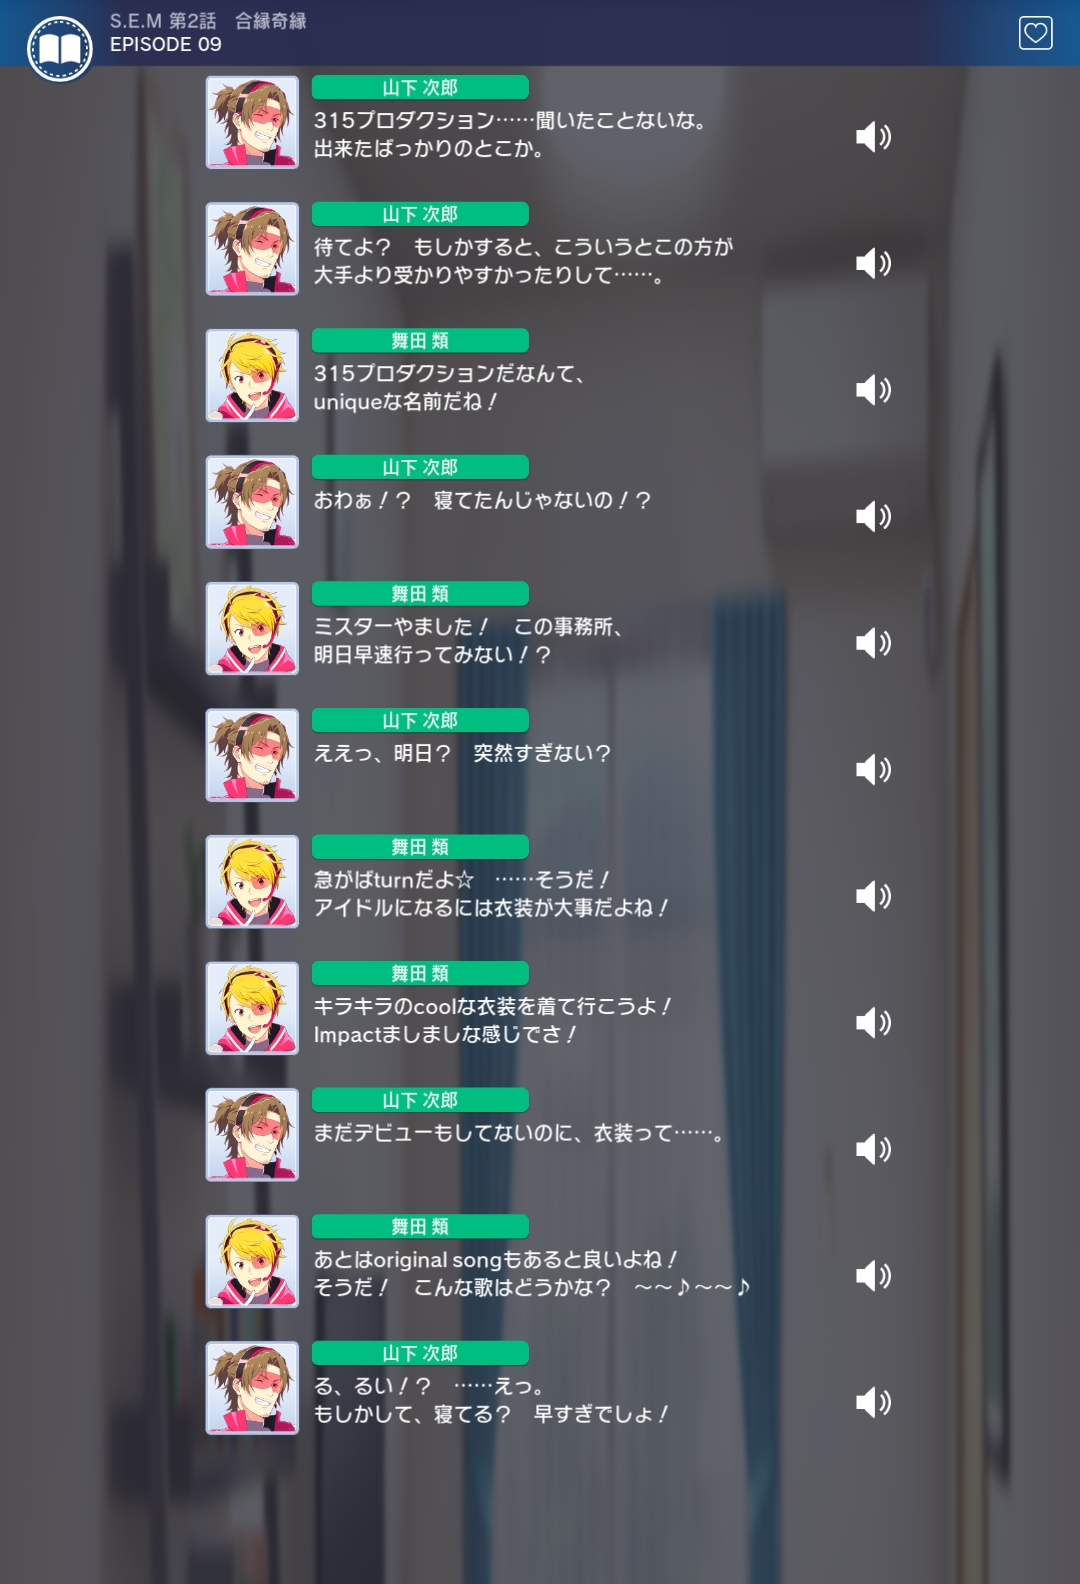 S.E.M 第2話　合縁奇縁
EPISODE 09
山下 次郎
315プロダクション……聞いたことないな。
出来たばっかりのとこか。
山下 次郎
待てよ？　もしかすると、こういうとこの方が
大手より受かりやすかったりして……。
舞田 類
315プロダクションだなんて、
uniqueな名前だね！
山下 次郎
おわぁ！？　寝てたんじゃないの！？
舞田 類
ミスターやました！　この事務所、
明日早速行ってみない！？
山下 次郎
ええっ、明日？　突然すぎない？
舞田 類
急がばturnだよ☆　……そうだ！
アイドルになるには衣装が大事だよね！
舞田 類
キラキラのcoolな衣装を着て行こうよ！
Impactましましな感じでさ！
山下 次郎
まだデビューもしてないのに、衣装って……。
舞田 類
あとはoriginal songもあると良いよね！
そうだ！　こんな歌はどうかな？　～～♪～～♪
山下 次郎
る、るい！？　……えっ。
もしかして、寝てる？　早すぎでしょ！